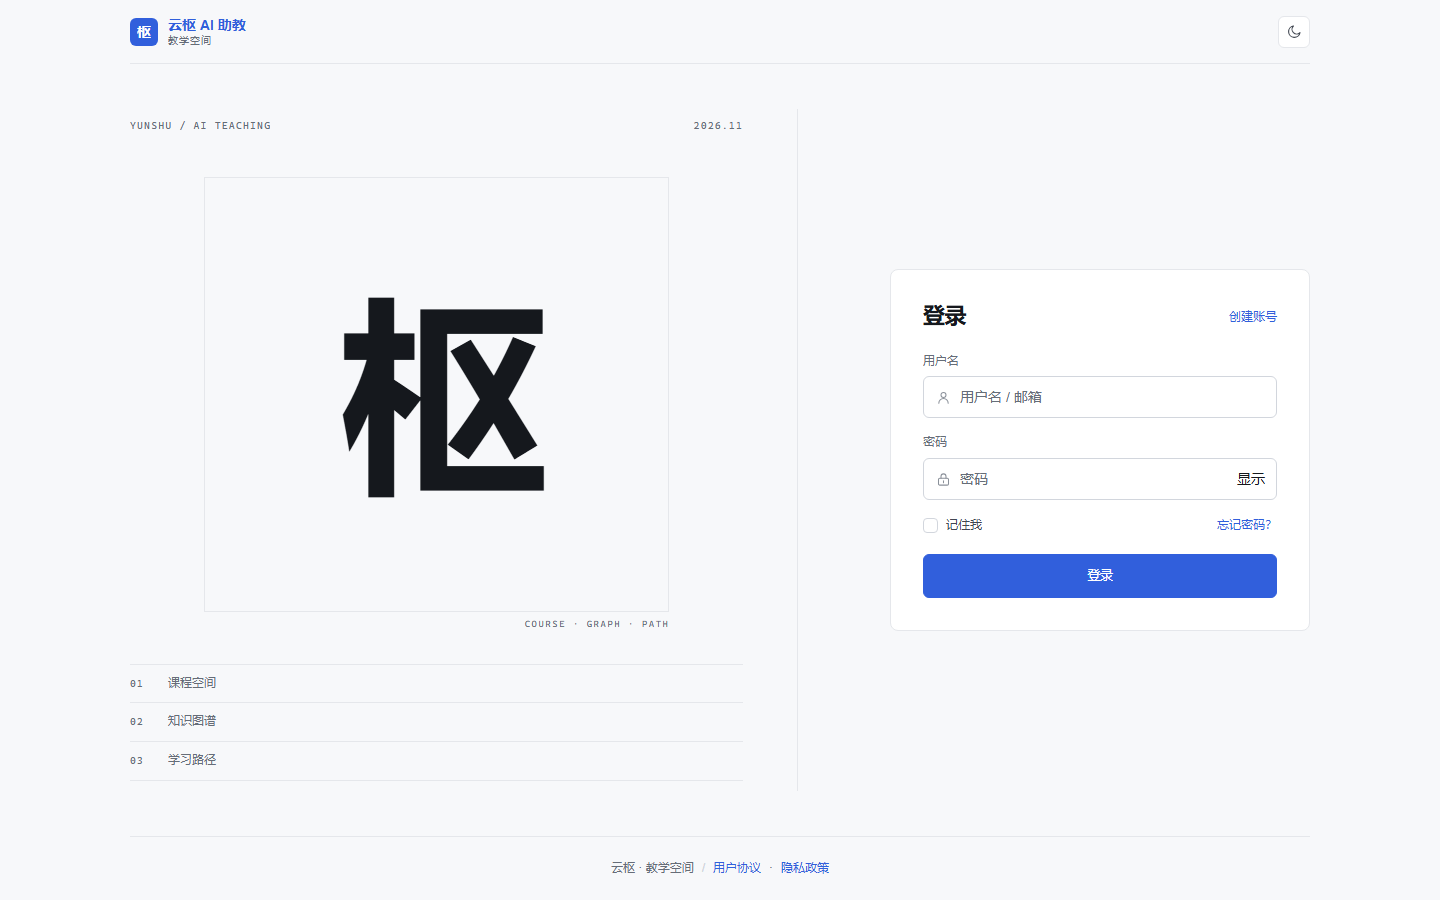 枢
云枢 AI 助教
教学空间
YUNSHU / AI TEACHING
2026.11
枢
COURSE · GRAPH · PATH
01 课程空间
02 知识图谱
03 学习路径
登录
创建账号
用户名
用户名 / 邮箱
密码
密码
显示
记住我
忘记密码?
登录
云枢 · 教学空间 / 用户协议 · 隐私政策